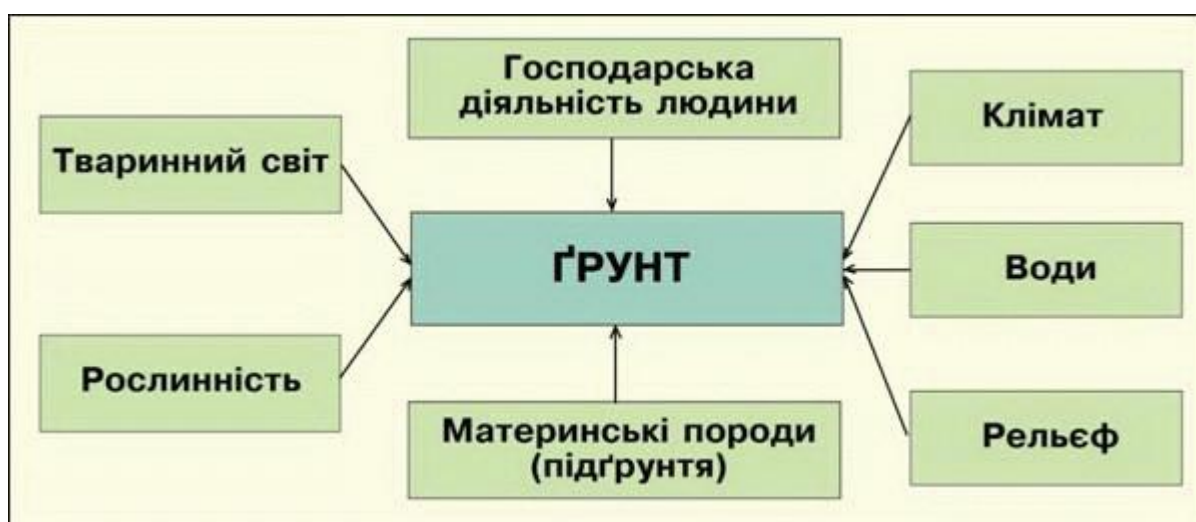 Господарська
діяльність людини
Клімат
Тваринний світ
ҐРУНТ
Води
Рослинність
Материнські породи
(підґрунтя)
Рельєф